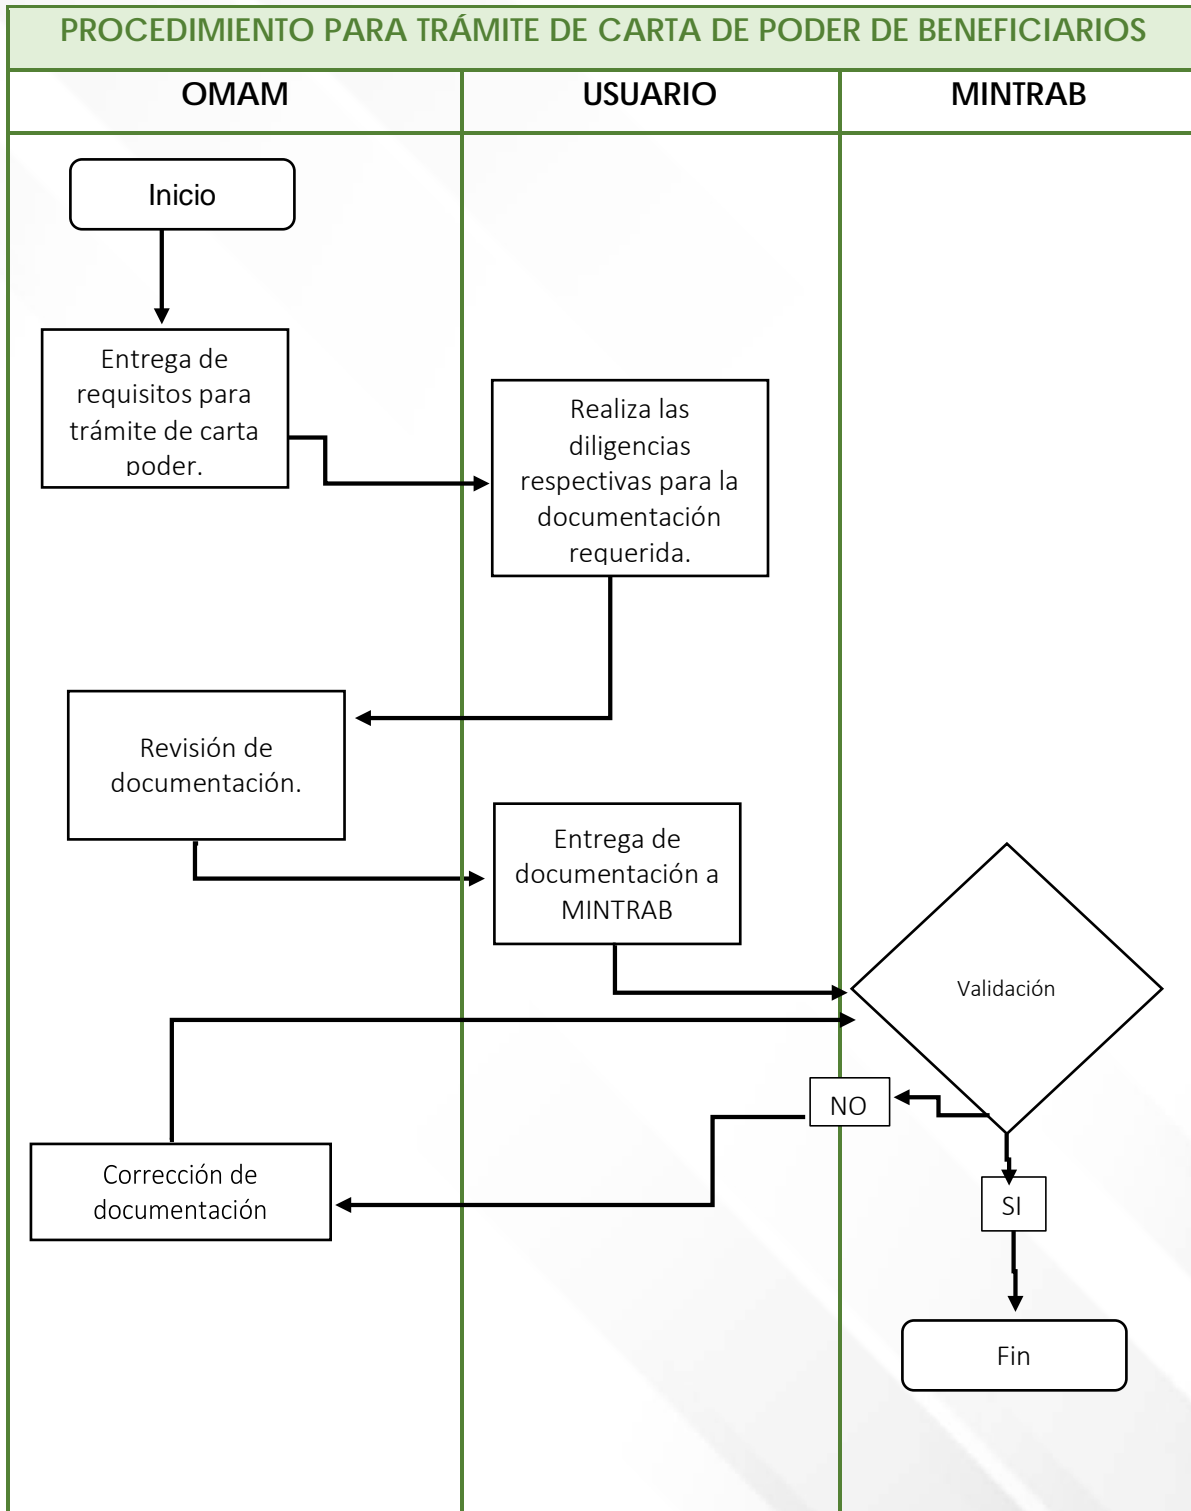 PROCEDIMIENTO PARA TRÁMITE DE CARTA DE PODER DE BENEFICIARIOS
OMAM
USUARIO
MINTRAB
Inicio
Entrega de
requisitos para
trámite de carta
poder.
Realiza las
diligencias
respectivas para la
documentación
requerida.
Revisión de
documentación.
Entrega de
documentación a
MINTRAB
Validación
NO
Corrección de
documentación
SI
Fin